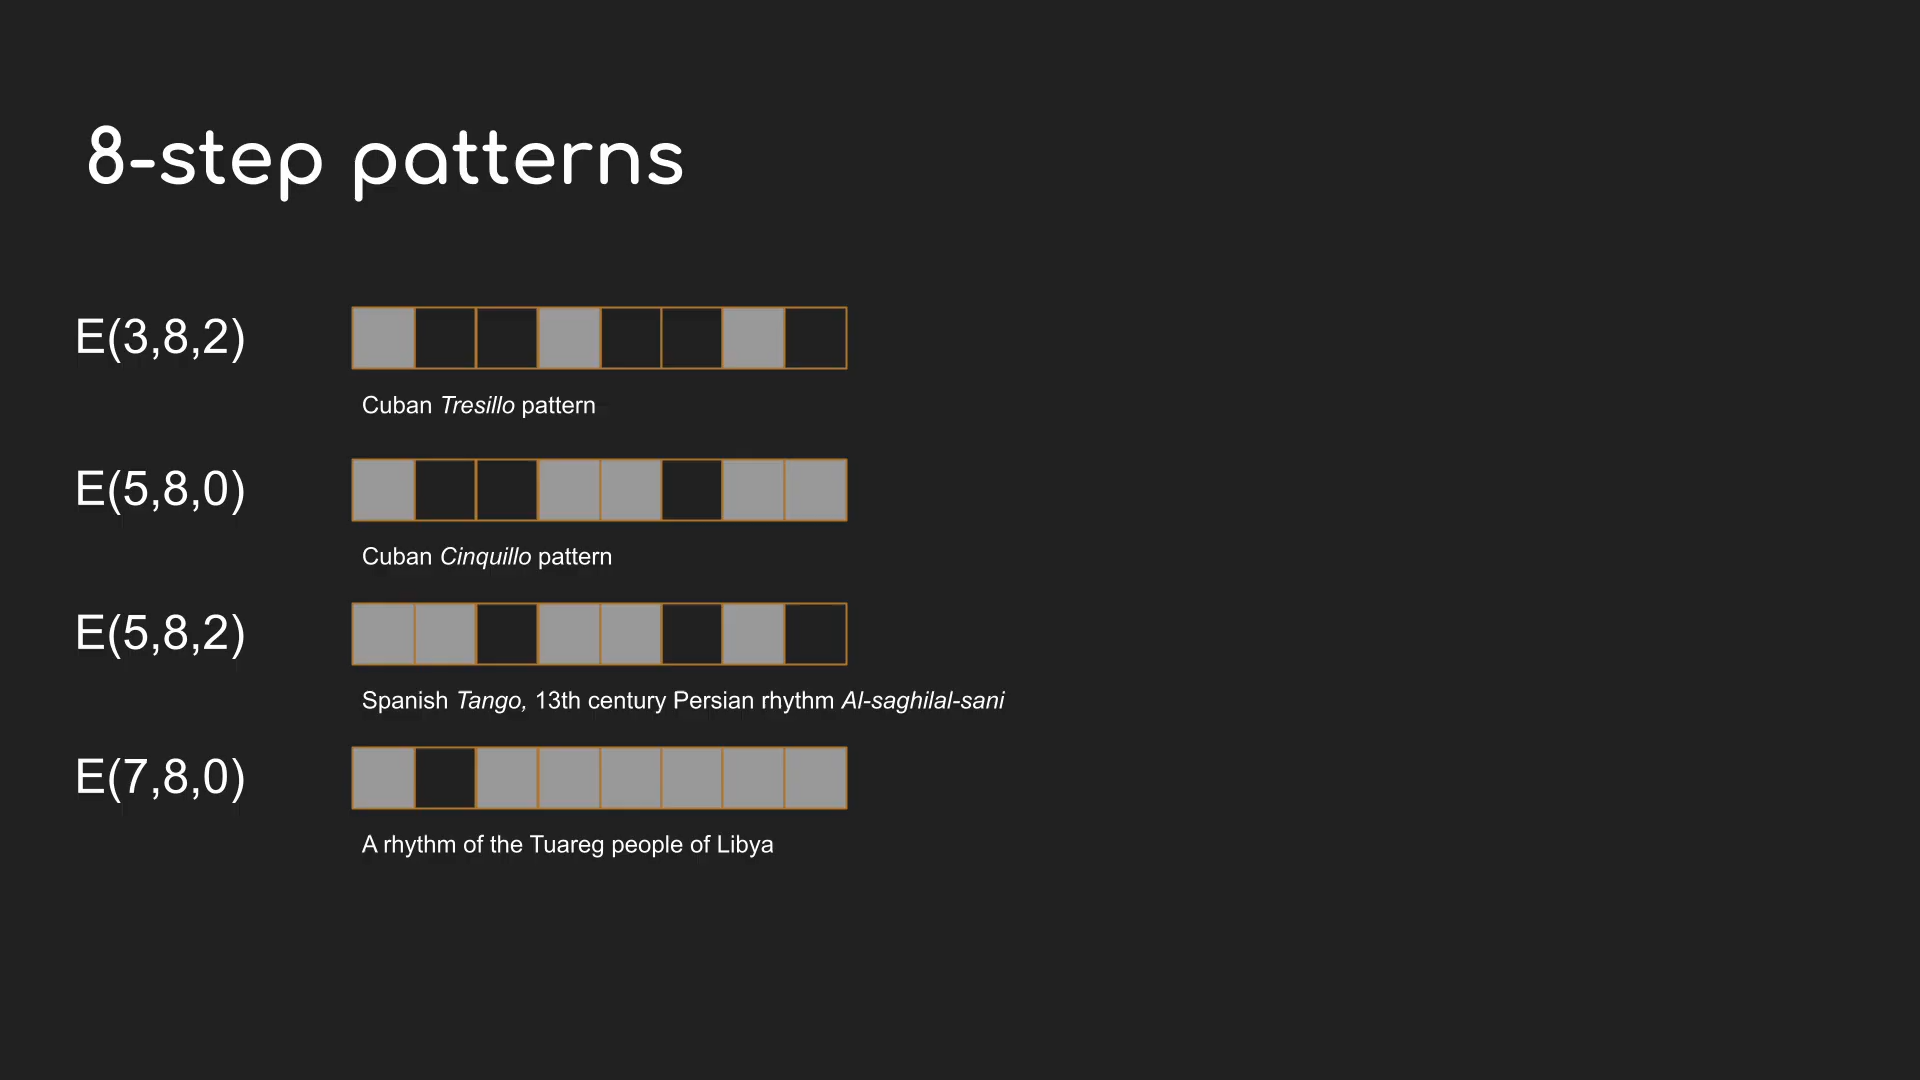 8-step patterns
E(3,8,2)
Cuban Tresillo pattern
E(5,8,0)
Cuban Cinquillo pattern
E(5,8,2)
Spanish Tango, 13th century Persian rhythm Al-saghilal-sani
E(7,8,0)
A rhythm of the Tuareg people of Libya